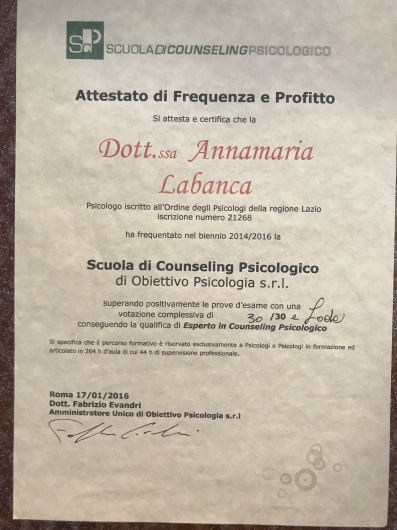 SCUOLADICOUNSELINGPSICOLOGICO
Attestato di Frequenza e Profitto
Si attesta e certifica che la
Dott.ssa Annamaria
Labanca
Psicologo iscritto all'Ordine degli Psicologi della regione Lazio
Iscrizione numero 21268
ha frequentato nel biennio 2014/2016 la
Scuola di Counseling Psicologico
di Obiettivo Psicologia s.r.l.
superando positivamente le prove d'esame con una
votazione complessiva di 30 /30 e Lode
conseguendo la qualifica di Esperto in Counseling Psicologico
Si specifica che il percorso formativo è riservato esclusivamente a Psicologi e Psicologi in formazione ed
articolato in 264 h d'aula di cui 44 h di supervisione professionale.
Roma 17/01/2016
Dott. Fabrizio Evandri
Amministratore Unico di Obiettivo Psicologia s.r.l